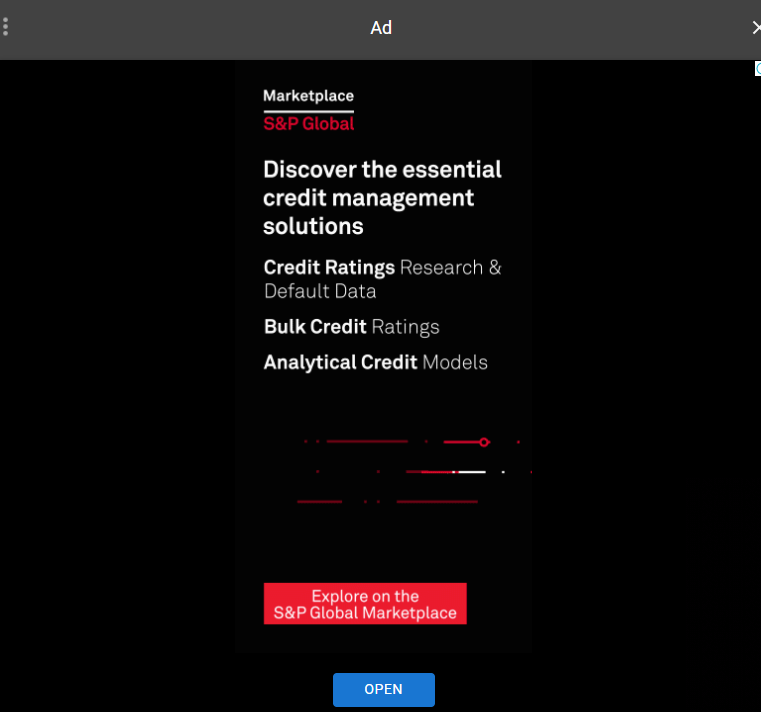 Ad
Marketplace
S&P Global
Discover the essential
credit management
solutions
Credit Ratings Research &
Default Data
Bulk Credit Ratings
Analytical Credit Models
Explore on the
S&P Global Marketplace
OPEN